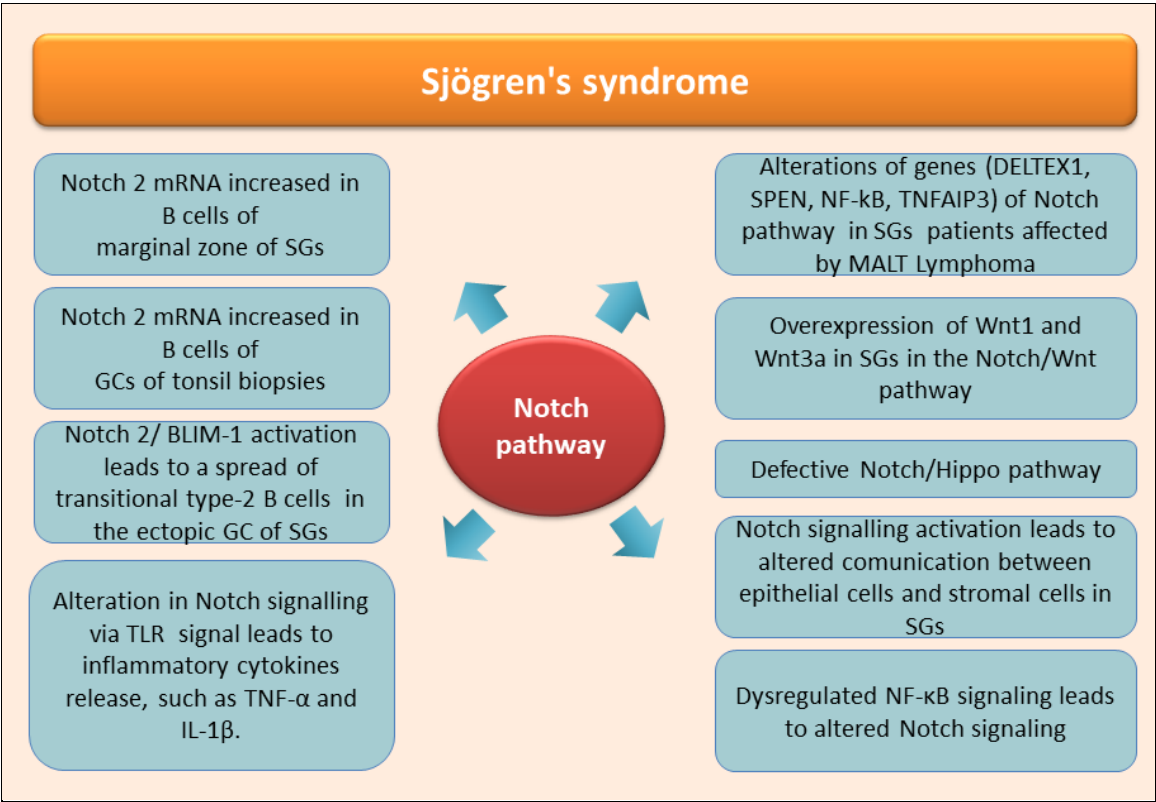 Sjögren's syndrome
Notch 2 mRNA increased in
B cells of
marginal zone of SGs
Notch 2 mRNA increased in
B cells of
GCs of tonsil biopsies
Notch 2/ BLIM-1 activation
leads to a spread of
transitional type-2 B cells in
the ectopic GC of SGs
Alteration in Notch signalling
via TLR signal leads to
inflammatory cytokines
release, such as TNF-α and
IL-1β.
Notch
pathway
Alterations of genes (DELTEX1,
SPEN, NF-kB, TNFAIP3) of Notch
pathway in SGs patients affected
by MALT Lymphoma
Overexpression of Wnt1 and
Wnt3a in SGs in the Notch/Wnt
pathway
Defective Notch/Hippo pathway
Notch signalling activation leads to
altered comunication between
epithelial cells and stromal cells in
SGs
Dysregulated NF-κB signaling leads
to altered Notch signaling